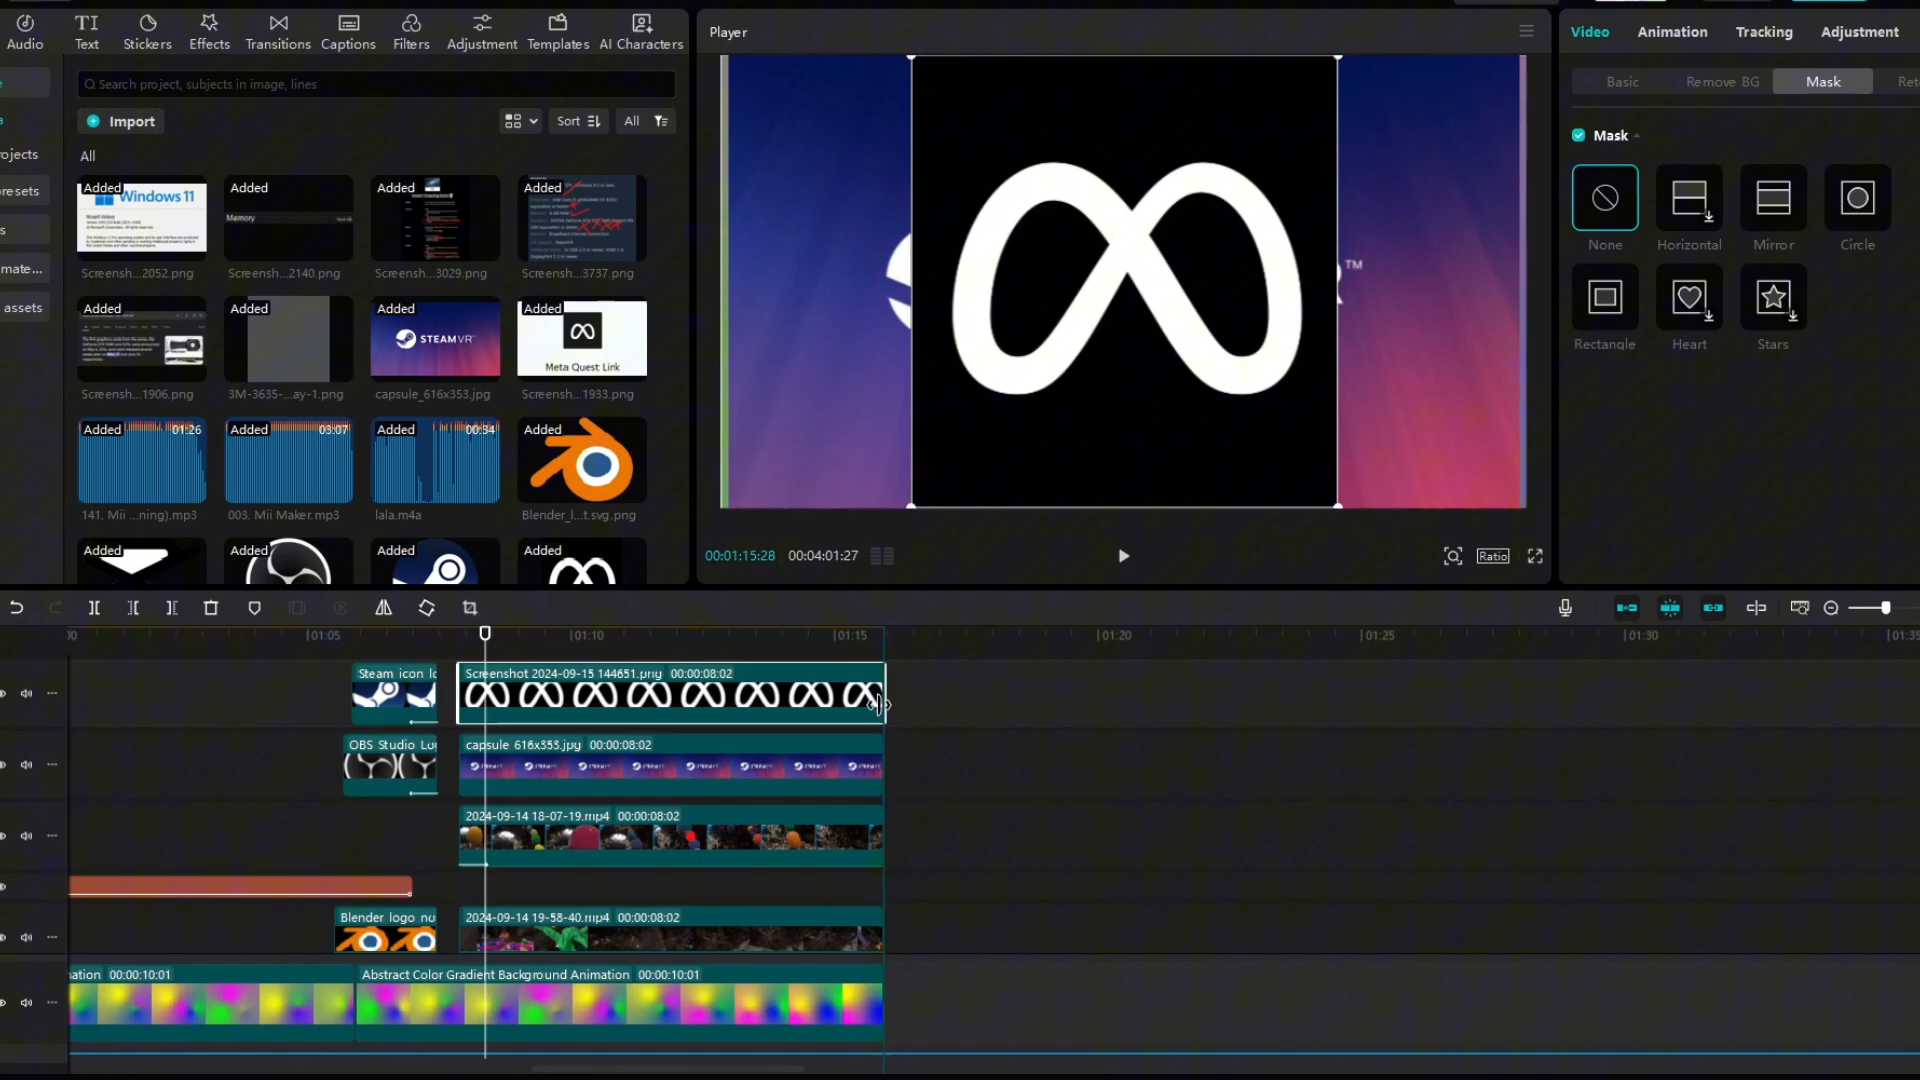 Audio
Text
Stickers
Effects
Transitions
Captions
Filters
Adjustment
Templates
AI Characters
Search project, subjects in image, lines
Import
Sort
All
All
rojects
resets
s
mate...
assets
Added
Windows 11
Screensh...2052.png
Added
Memory
Screensh...2140.png
Added
Screensh...3029.png
Added
Screensh...3737.png
Added
Screensh...1906.png
Added
3M-3635-...ay-1.png
Added
STEAMVR
capsule_616x353.jpg
Added
Meta Quest Link
Screensh...1933.png
Added
01:26
141. Mii ...ning).mp3
Added
03:07
003. Mii Maker.mp3
Added
00:34
lala.m4a
Added
Blender_l...t.svg.png
Added
Added
Added
Added
Player
TM
00:01:15:28
00:04:01:27
Ratio
Video
Animation
Tracking
Adjustment
Basic
Remove BG
Mask
Ret
Mask
None
Horizontal
Mirror
Circle
Rectangle
Heart
Stars
00
01:05
01:10
01:15
01:20
01:25
01:30
01:35
Steam icon lo
Screenshot 2024-09-15 144651.png 00:00:08:02
OBS Studio Lo
capsule 616x353.jpg 00:00:08:02
2024-09-14 18-07-19.mp4 00:00:08:02
Blender logo no
2024-09-14 19-58-40.mp4 00:00:08:02
ation 00:00:10:01
Abstract Color Gradient Background Animation 00:00:10:01